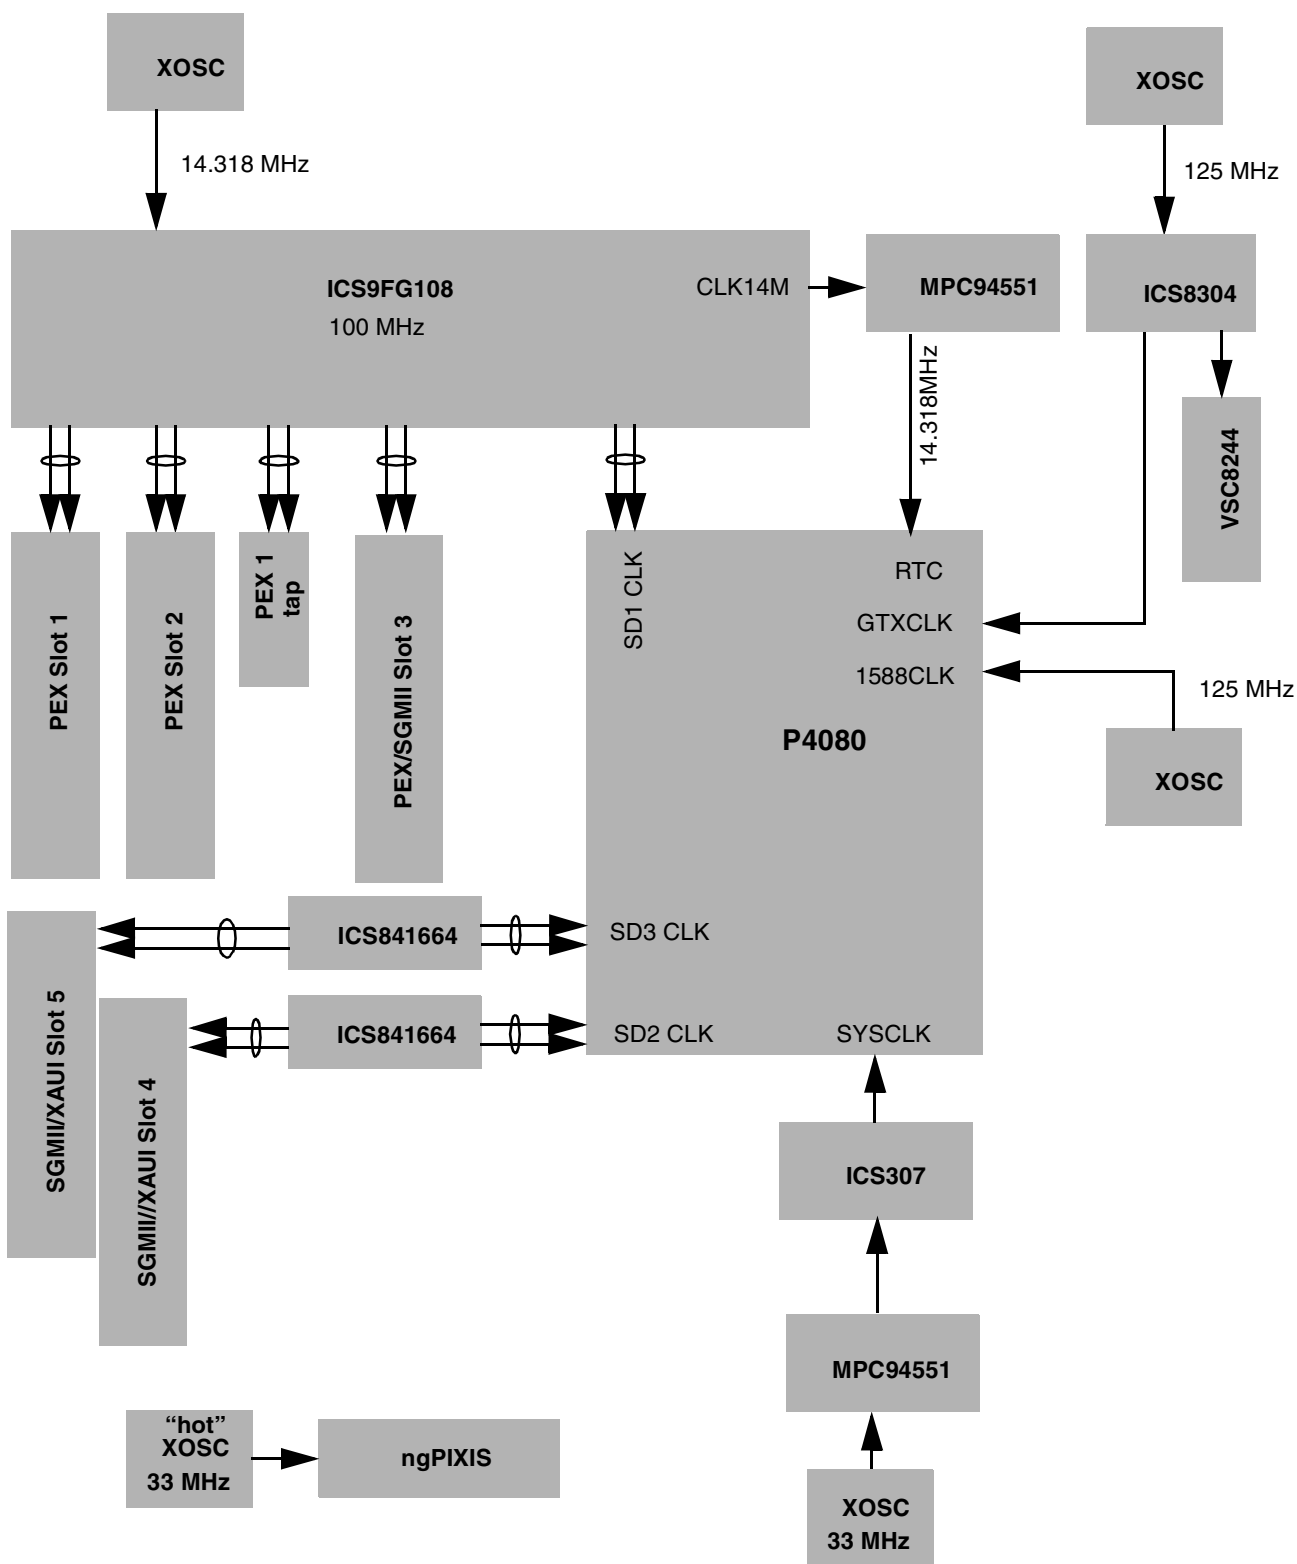 XOSC
XOSC
14.318 MHz
125 MHz
ICS9FG108
100 MHz
CLK14M
MPC94551
ICS8304
14.318MHz
VSC8244
PEX Slot 1
PEX Slot 2
PEX 1
tap
PEX/SGMII Slot 3
SD1 CLK
RTC
GTXCLK
1588CLK
125 MHz
P4080
XOSC
ICS841664
SD3 CLK
ICS841664
SD2 CLK
SYSCLK
SGMII/XAUI Slot 5
SGMII//XAUI Slot 4
ICS307
MPC94551
“hot”
XOSC
33 MHz
ngPIXIS
XOSC
33 MHz